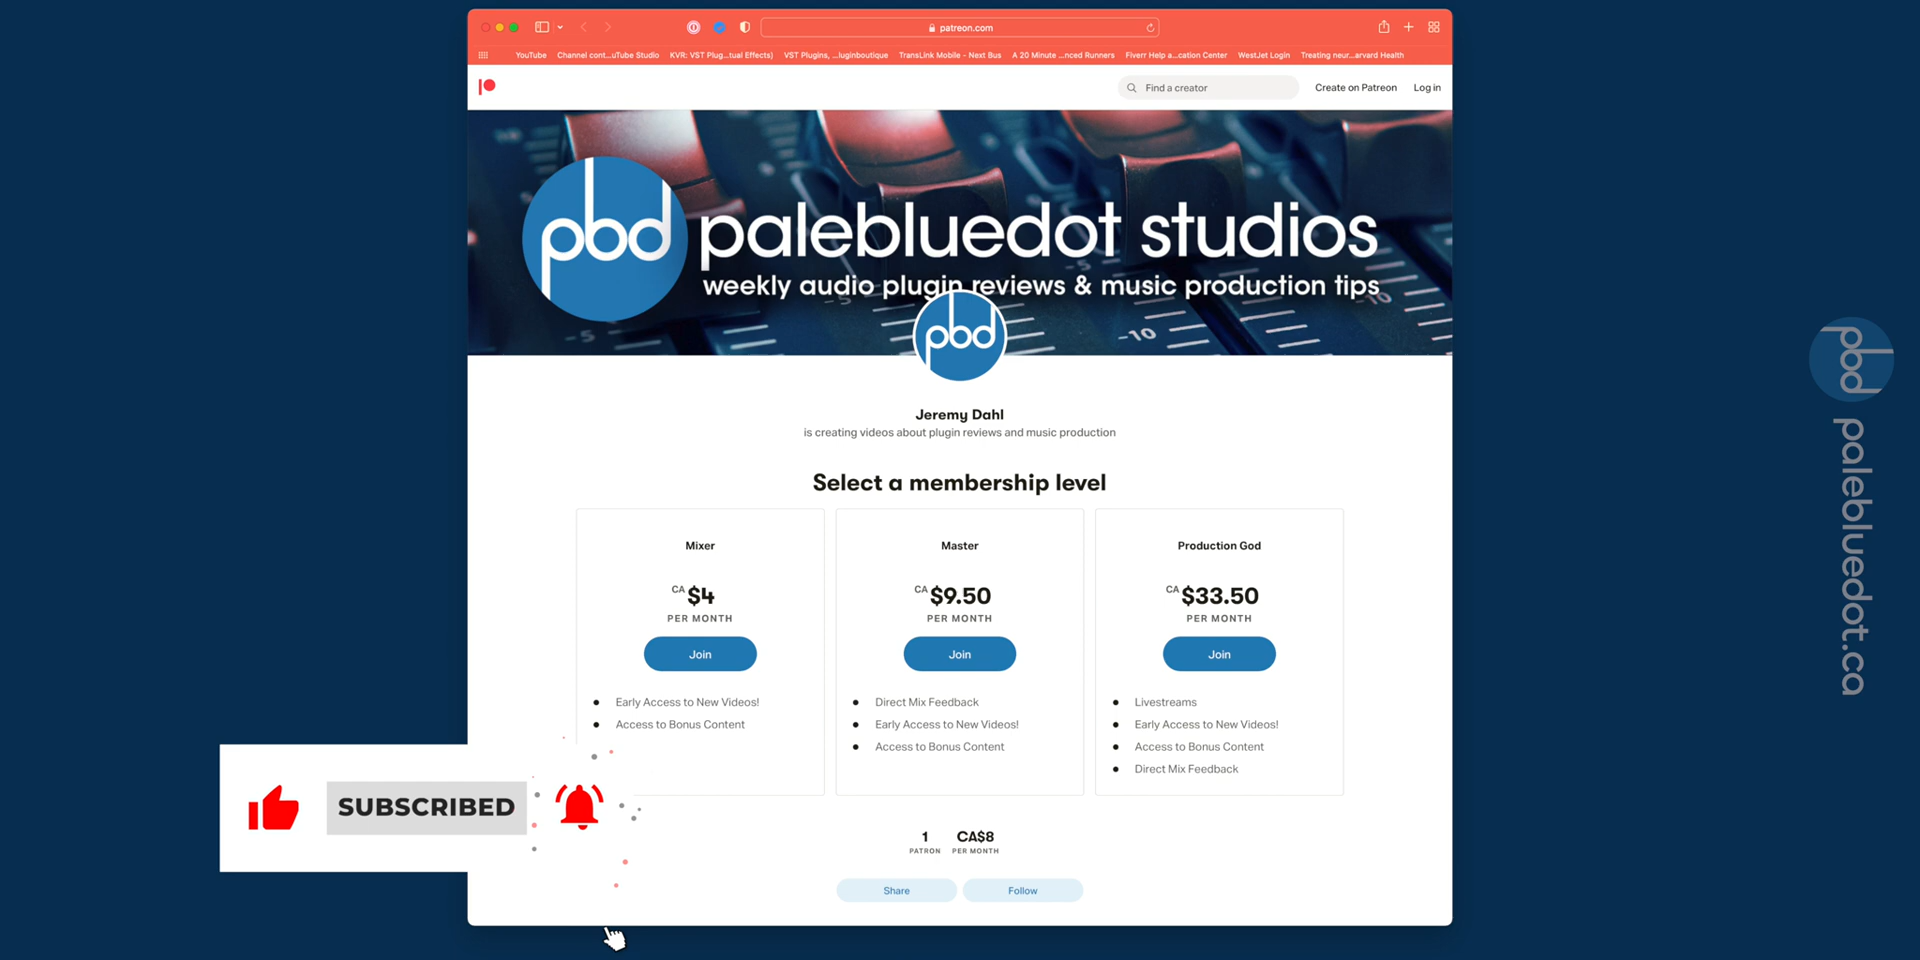 patreon.com
YouTube
Channel cont...uTube Studio
KVR: VST Plug...tual Effects)
VST Plugins, ...luginboutique
TransLink Mobile - Next Bus
A 20 Minute ...nced Runners
Fiverr Help a...cation Center
WestJet Login
Treating neur...arvard Health
Find a creator
Create on Patreon
Log in
pbd
palebluedot studios
weekly audio plugin reviews & music production tips
-5
-5
-10
pbd
Jeremy Dahl
is creating videos about plugin reviews and music production
Select a membership level
Mixer
CA $4
PER MONTH
Join
Early Access to New Videos!
Access to Bonus Content
Master
CA $9.50
PER MONTH
Join
Direct Mix Feedback
Early Access to New Videos!
Access to Bonus Content
Production God
CA $33.50
PER MONTH
Join
Livestreams
Early Access to New Videos!
Access to Bonus Content
Direct Mix Feedback
SUBSCRIBED
1
PATRON
CA$8
PER MONTH
Share
Follow
pbd
palebluedot.ca